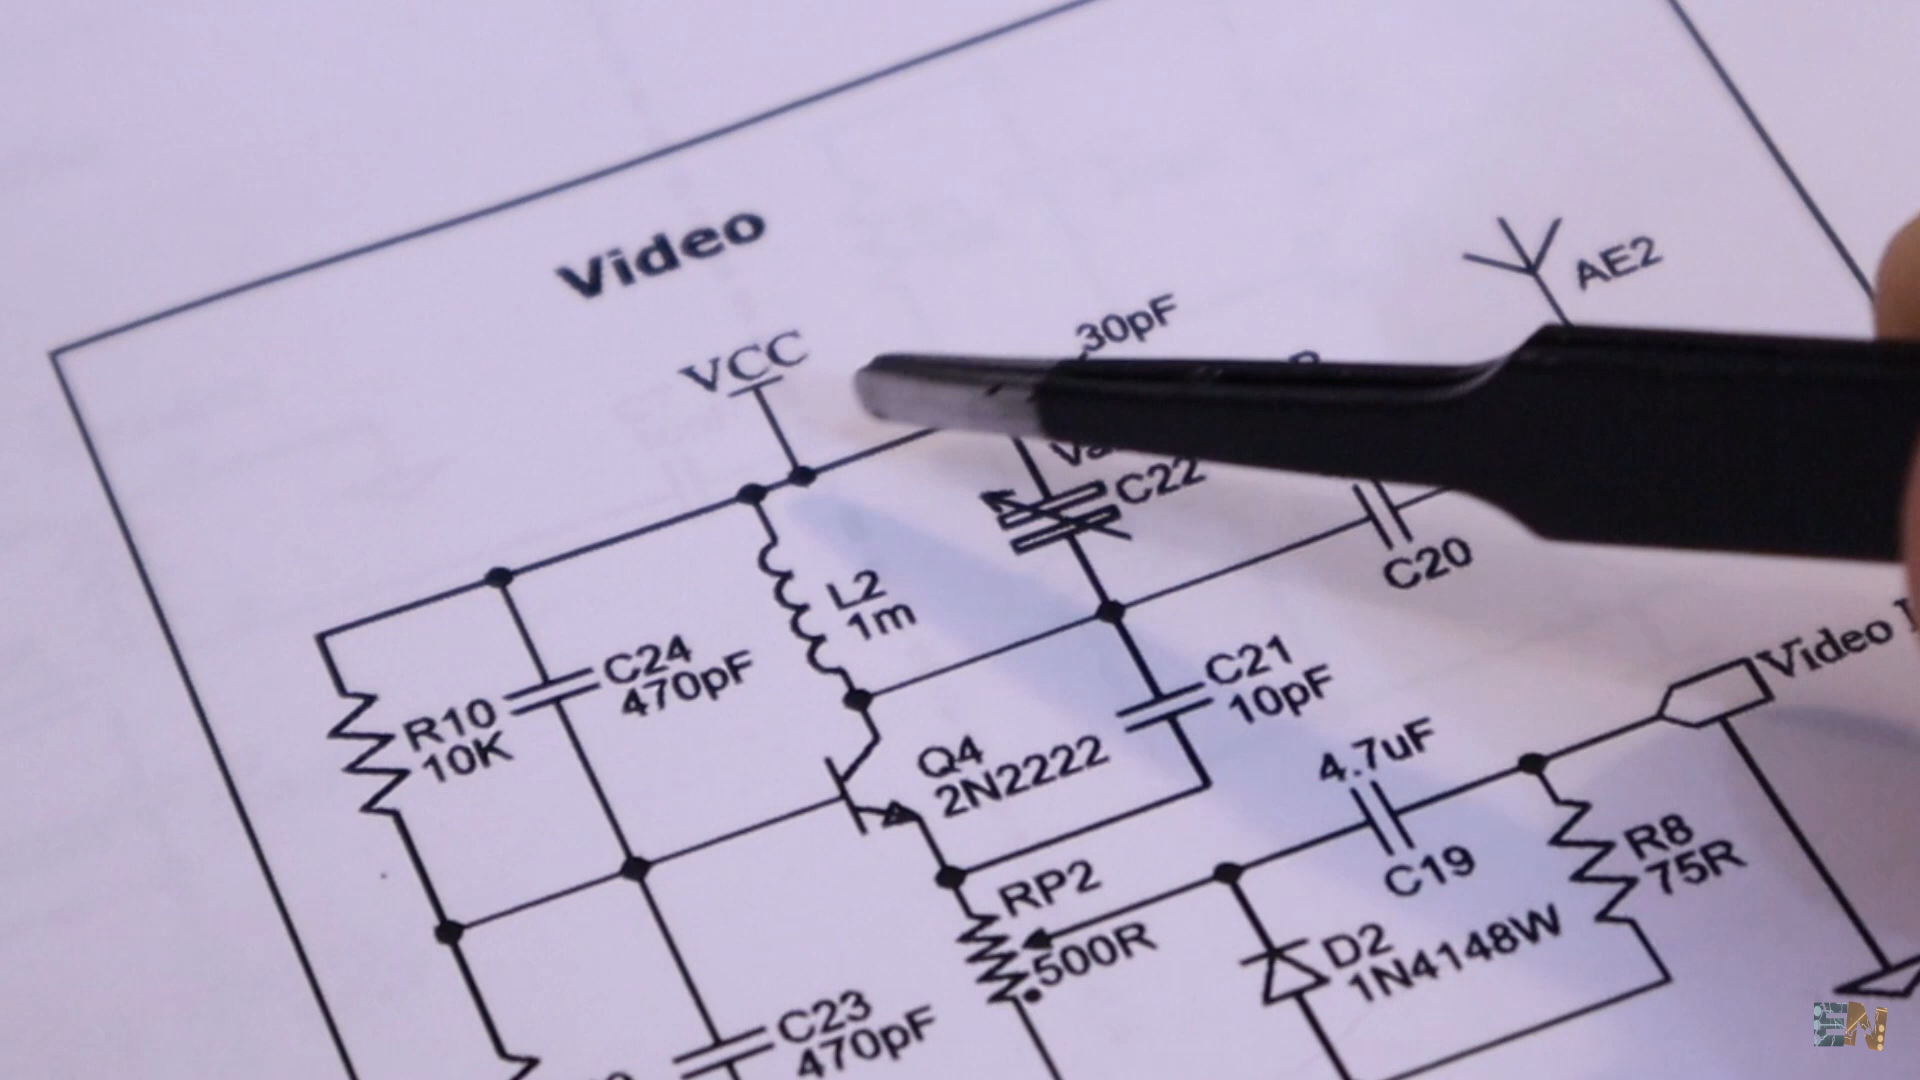 Video
AE2
30pF
VCC
C22
C20
L2
1m
Video
C24
470pF
C21
10pF
R10
10K
Q4
2N2222
4.7uF
R8
75R
C19
RP2
500R
D2
1N4148W
C23
470pF
EN